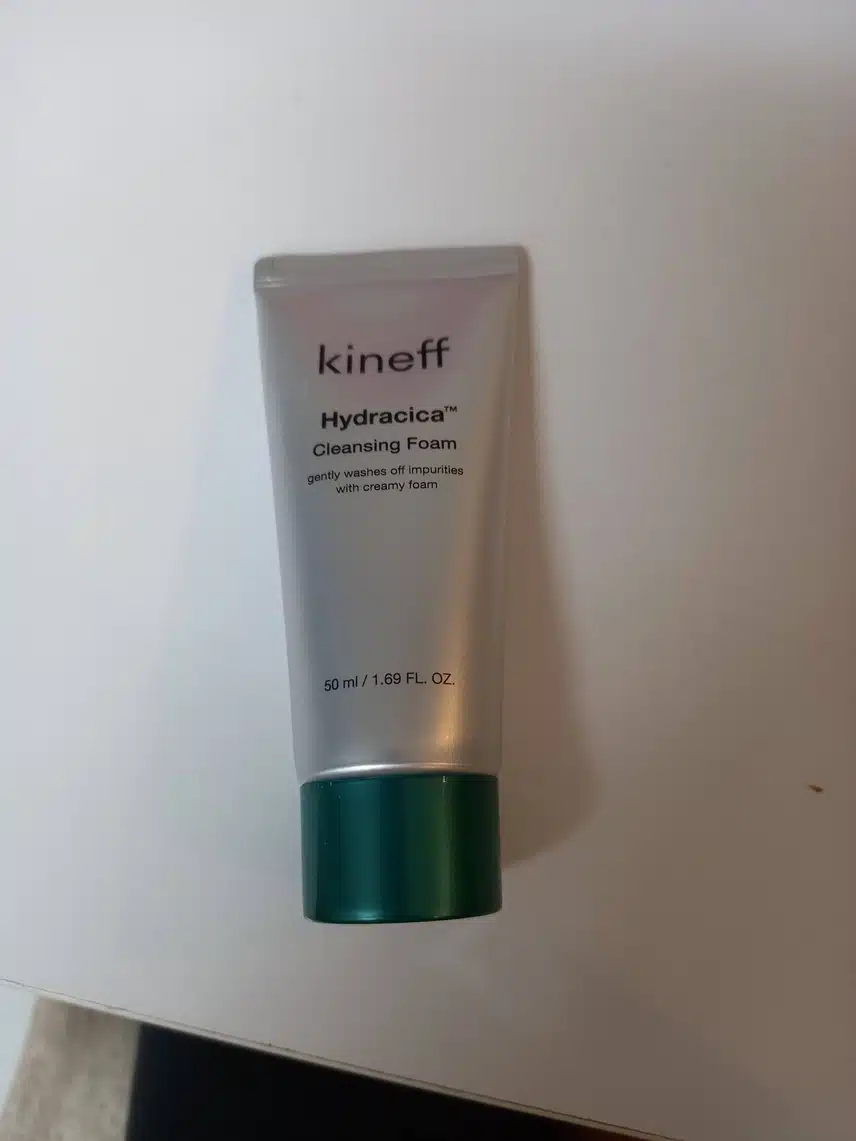 kineff
Hydracica™
Cleansing Foam
gently washes off impurities
with creamy foam
50 ml / 1.69 FL. OZ.